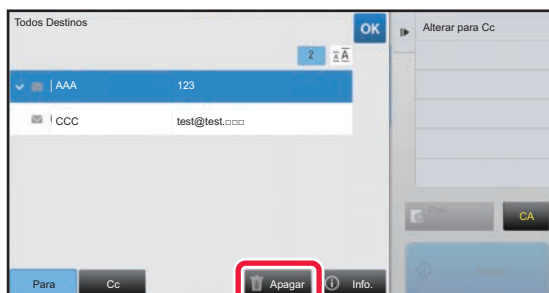 Todos Destinos
OK
Alterar para Cc
2
AAA 123
CCC test@test.□□□
CA
Para
Cc
Apagar
Info.